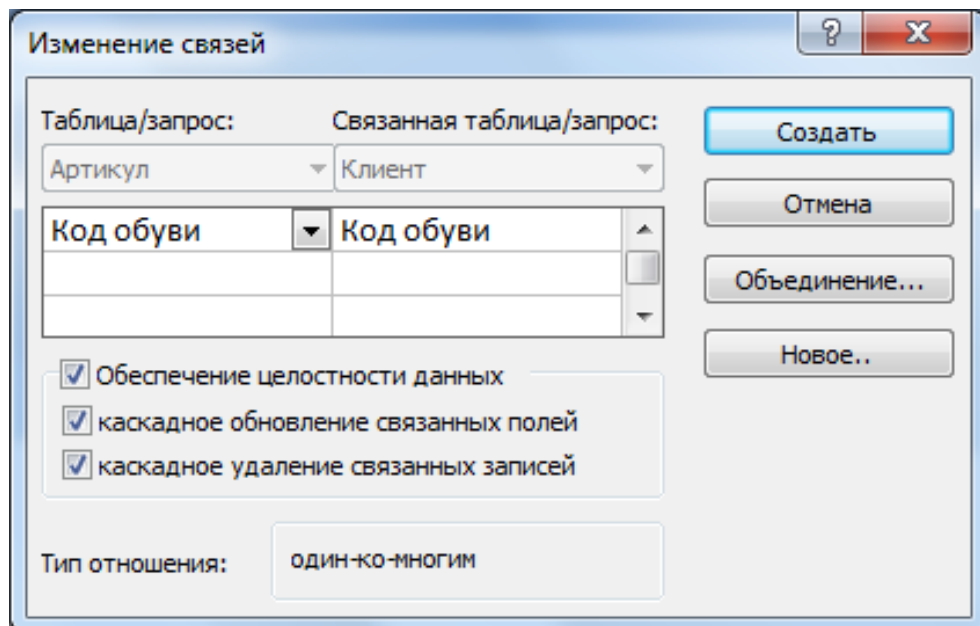 Изменение связей
?
Таблица/запрос: Связанная таблица/запрос:
Создать
Артикул Клиент
Отмена
Код обуви Код обуви
Объединение...
Новое..
Обеспечение целостности данных
каскадное обновление связанных полей
каскадное удаление связанных записей
Тип отношения: один-ко-многим